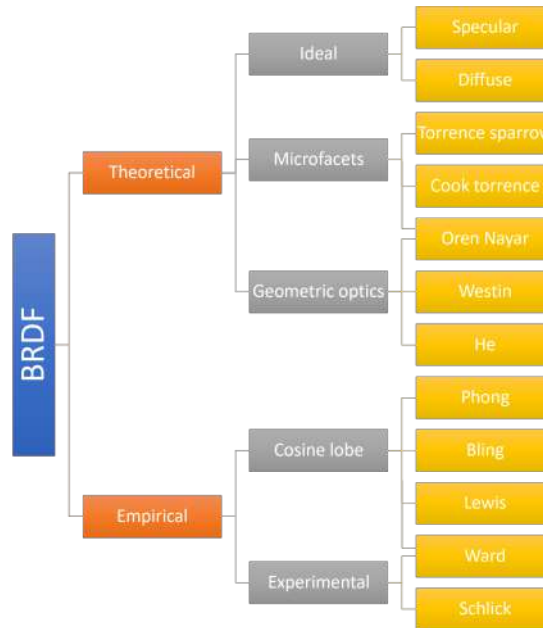 BRDF
Theoretical
Ideal
Specular
Diffuse
Microfacets
Torrence sparrow
Cook torrence
Oren Nayar
Geometric optics
Westin
He
Empirical
Cosine lobe
Phong
Bling
Lewis
Ward
Experimental
Schlick